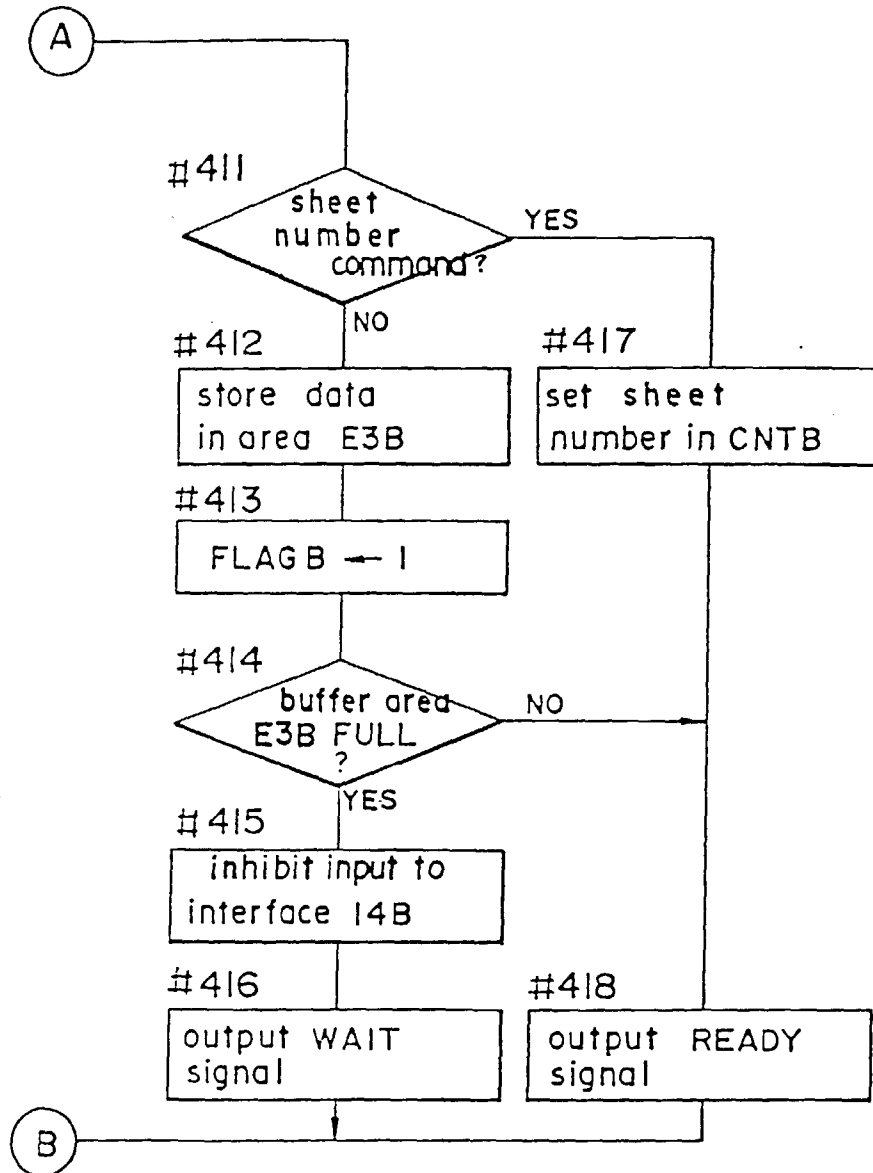 A
#411
sheet
number
command?
YES
NO
#412
store data
in area E3B
#417
set sheet
number in CNTB
#413
FLAG B ← 1
#414
buffer area
E3B FULL
?
NO
YES
#415
inhibit input to
interface 14B
#416
output WAIT
signal
#418
output READY
signal
B